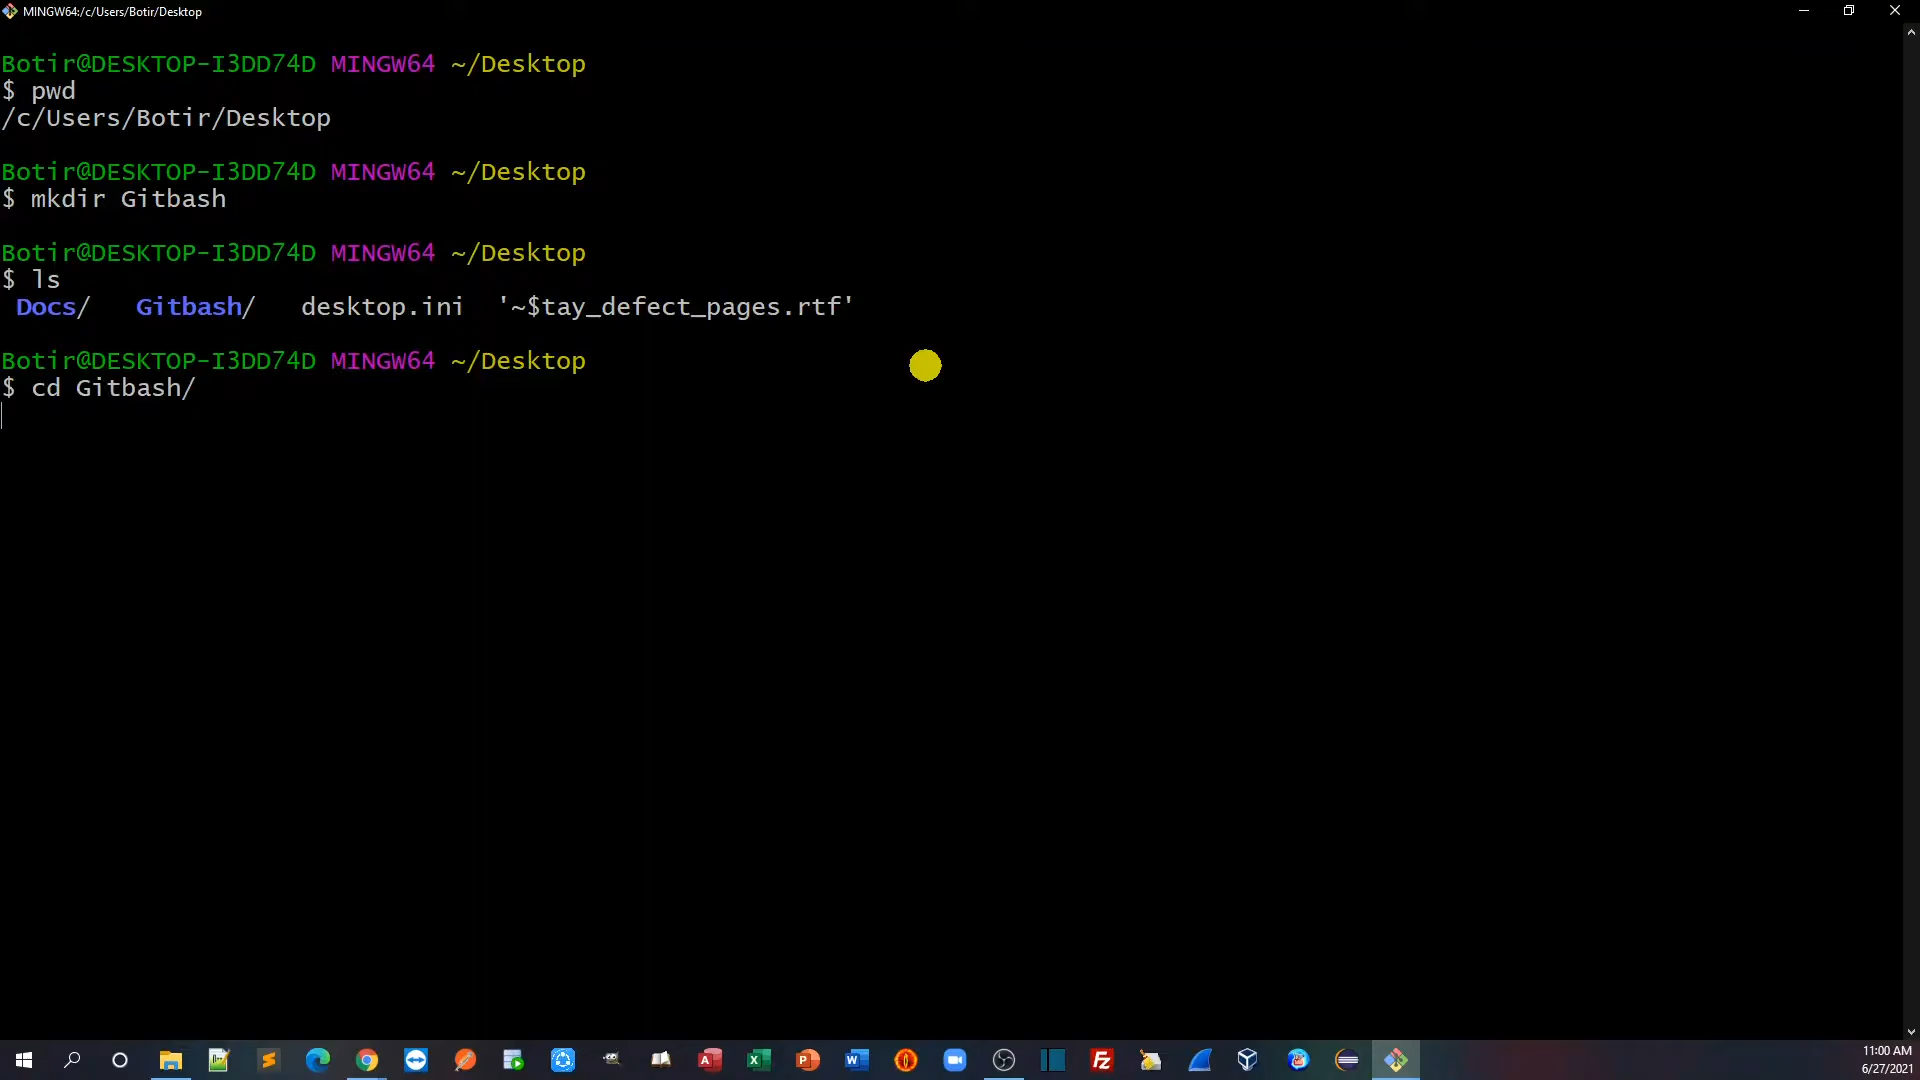 MINGW64:/c/Users/Botir/Desktop
Botir@DESKTOP-I3DD74D MINGW64 ~/Desktop
$ pwd
/c/Users/Botir/Desktop
Botir@DESKTOP-I3DD74D MINGW64 ~/Desktop
$ mkdir Gitbash
Botir@DESKTOP-I3DD74D MINGW64 ~/Desktop
$ ls
Docs/   Gitbash/   desktop.ini  '~$tay_defect_pages.rtf'
Botir@DESKTOP-I3DD74D MINGW64 ~/Desktop
$ cd Gitbash/
11:00 AM
6/27/2021